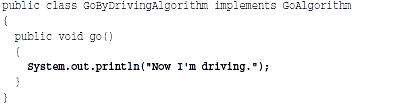 public class GoByDrivingAlgorithm implements GoAlgorithm
{
  public void go()
  {
    System.out.println("Now I'm driving.");
  }
}